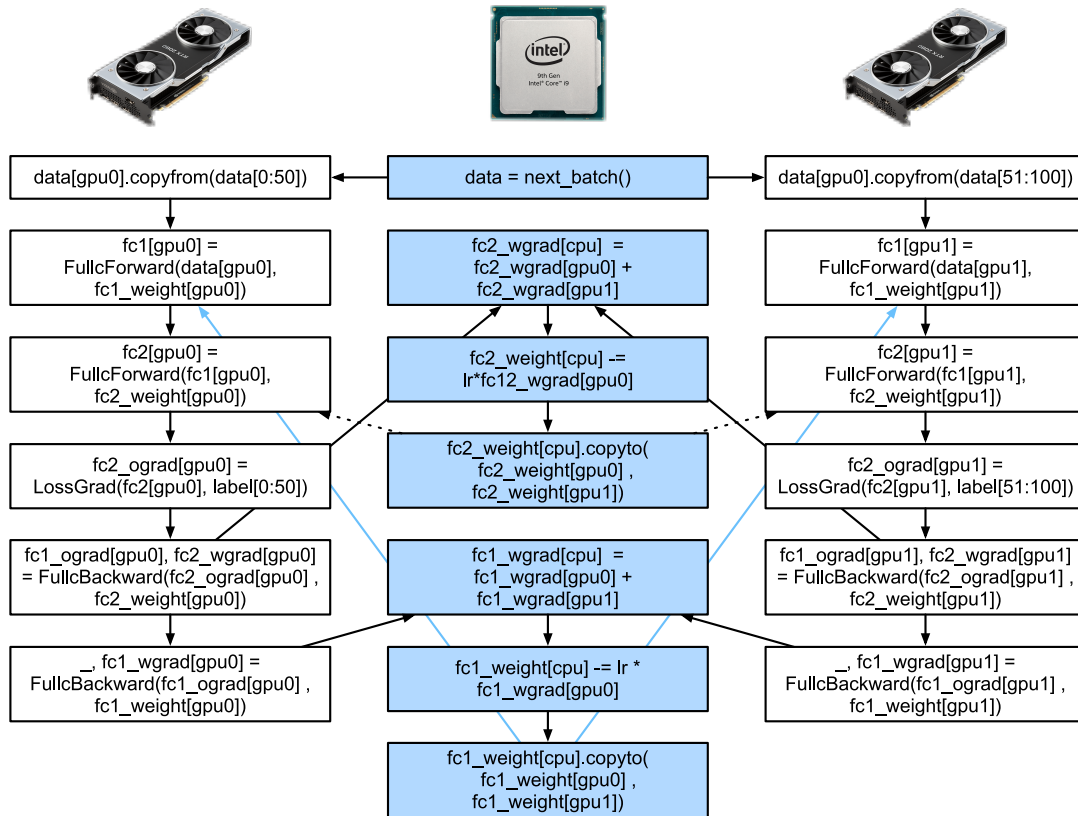 RTX 2080
intel
9th Gen
Intel® Core™ i9
RTX 2080
data[gpu0].copyfrom(data[0:50])
data = next_batch()
data[gpu0].copyfrom(data[51:100])
fc1[gpu0] =
FullcForward(data[gpu0],
fc1_weight[gpu0])
fc2_wgrad[cpu] =
fc2_wgrad[gpu0] +
fc2_wgrad[gpu1]
fc1[gpu1] =
FullcForward(data[gpu1],
fc1_weight[gpu1])
fc2[gpu0] =
FullcForward(fc1[gpu0],
fc2_weight[gpu0])
fc2_weight[cpu] -=
lr*fc12_wgrad[gpu0]
fc2[gpu1] =
FullcForward(fc1[gpu1],
fc2_weight[gpu1])
fc2_ograd[gpu0] =
LossGrad(fc2[gpu0], label[0:50])
fc2_weight[cpu].copyto(
fc2_weight[gpu0] ,
fc2_weight[gpu1])
fc2_ograd[gpu1] =
LossGrad(fc2[gpu1], label[51:100])
fc1_ograd[gpu0], fc2_wgrad[gpu0]
= FullcBackward(fc2_ograd[gpu0] ,
fc2_weight[gpu0])
fc1_wgrad[cpu] =
fc1_wgrad[gpu0] +
fc1_wgrad[gpu1]
fc1_ograd[gpu1], fc2_wgrad[gpu1]
= FullcBackward(fc2_ograd[gpu1] ,
fc2_weight[gpu1])
_, fc1_wgrad[gpu0] =
FullcBackward(fc1_ograd[gpu0] ,
fc1_weight[gpu0])
fc1_weight[cpu] -= lr *
fc1_wgrad[gpu0]
_, fc1_wgrad[gpu1] =
FullcBackward(fc1_ograd[gpu1] ,
fc1_weight[gpu1])
fc1_weight[cpu].copyto(
fc1_weight[gpu0] ,
fc1_weight[gpu1])